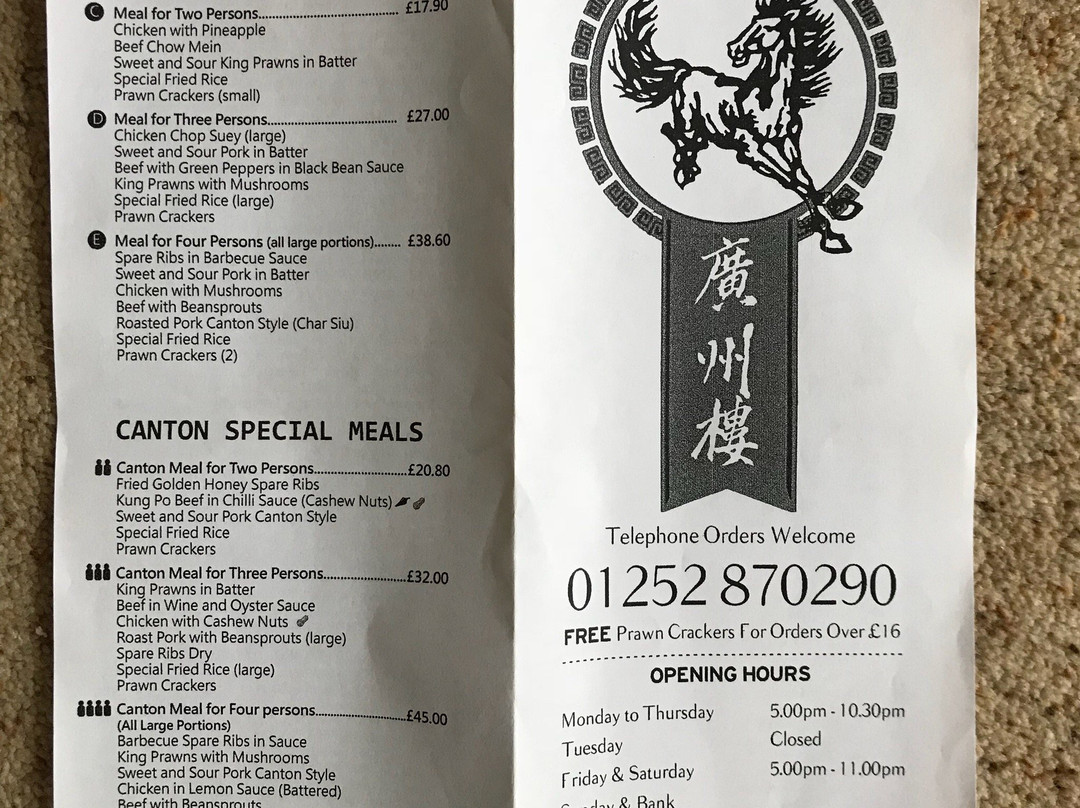 C Meal for Two Persons................................ £17.90
Chicken with Pineapple
Beef Chow Mein
Sweet and Sour King Prawns in Batter
Special Fried Rice
Prawn Crackers (small)
D Meal for Three Persons............................... £27.00
Chicken Chop Suey (large)
Sweet and Sour Pork in Batter
Beef with Green Peppers in Black Bean Sauce
King Prawns with Mushrooms
Special Fried Rice (large)
Prawn Crackers
E Meal for Four Persons (all large portions)....... £38.60
Spare Ribs in Barbecue Sauce
Sweet and Sour Pork in Batter
Chicken with Mushrooms
Beef with Beansprouts
Roasted Pork Canton Style (Char Siu)
Special Fried Rice
Prawn Crackers (2)
CANTON SPECIAL MEALS
Canton Meal for Two Persons......................£20.80
Fried Golden Honey Spare Ribs
Kung Po Beef in Chilli Sauce (Cashew Nuts)
Sweet and Sour Pork Canton Style
Special Fried Rice
Prawn Crackers
Canton Meal for Three Persons....................£32.00
King Prawns in Batter
Beef in Wine and Oyster Sauce
Chicken with Cashew Nuts
Roast Pork with Beansprouts (large)
Spare Ribs Dry
Special Fried Rice (large)
Prawn Crackers
Canton Meal for Four persons......................£45.00
(All Large Portions)
Barbecue Spare Ribs in Sauce
King Prawns with Mushrooms
Sweet and Sour Pork Canton Style
Chicken in Lemon Sauce (Battered)
Beef with Beansprouts
廣
州
樓
Telephone Orders Welcome
01252 870290
FREE Prawn Crackers For Orders Over £16
OPENING HOURS
Monday to Thursday 5.00pm - 10.30pm
Tuesday Closed
Friday & Saturday 5.00pm - 11.00pm
Sunday & Bank